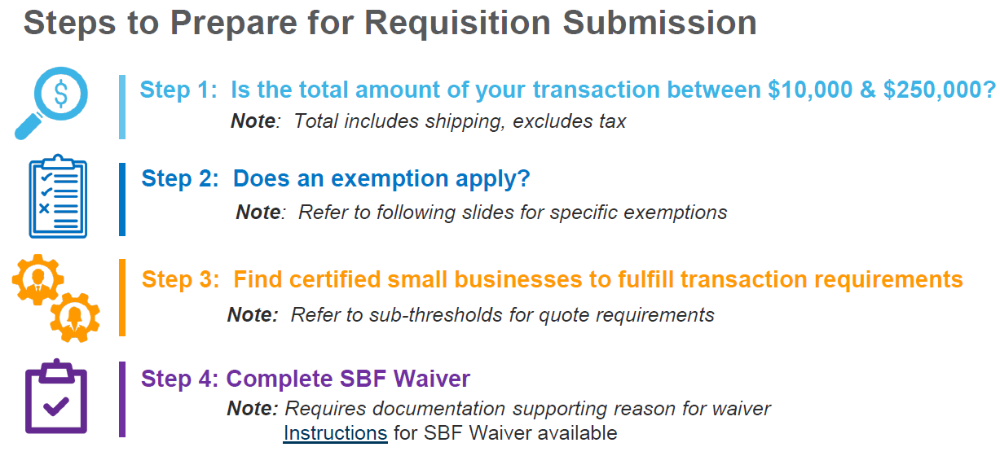 Steps to Prepare for Requisition Submission
$
Step 1: Is the total amount of your transaction between $10,000 & $250,000?
Note: Total includes shipping, excludes tax
Step 2: Does an exemption apply?
Note: Refer to following slides for specific exemptions
Step 3: Find certified small businesses to fulfill transaction requirements
Note: Refer to sub-thresholds for quote requirements
Step 4: Complete SBF Waiver
Note: Requires documentation supporting reason for waiver
Instructions for SBF Waiver available